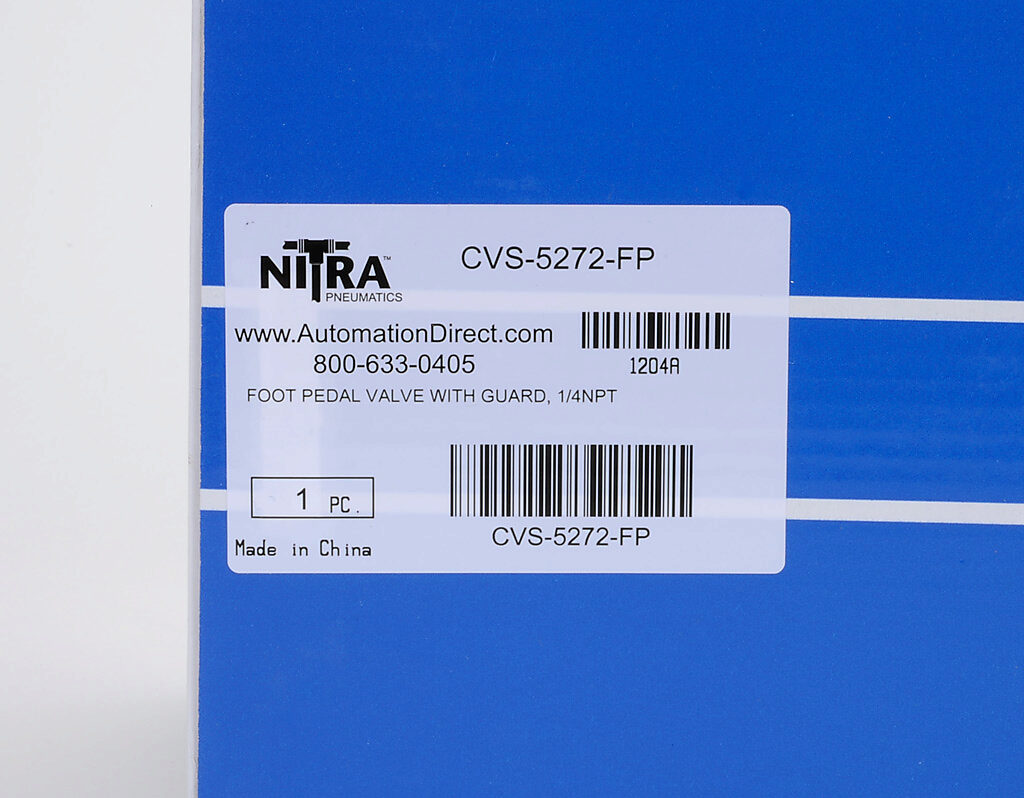 NITRA™
PNEUMATICS
CVS-5272-FP
www.AutomationDirect.com
800-633-0405
1204A
FOOT PEDAL VALVE WITH GUARD, 1/4NPT
1 PC.
CVS-5272-FP
Made in China